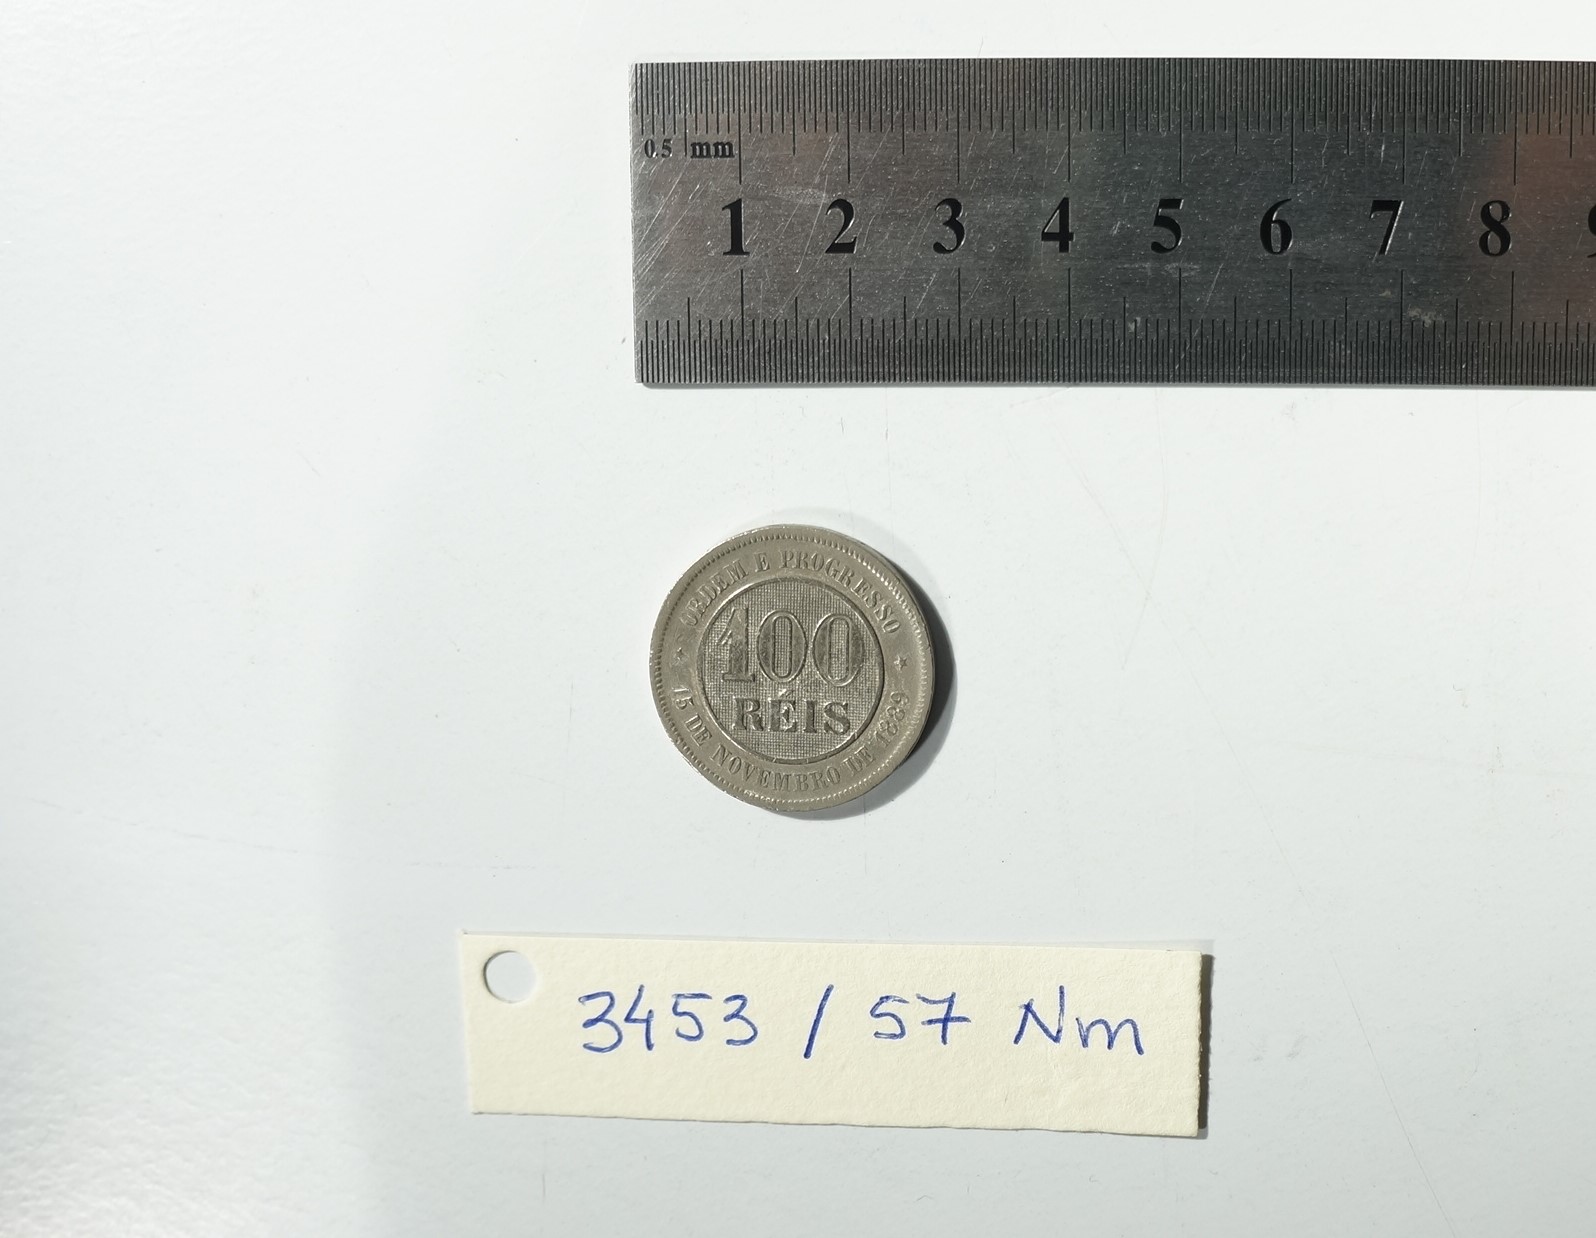 0.5 mm
1 2 3 4 5 6 7 8 9
ORDEM E PROGRESSO
100
RÉIS
15 DE NOVEMBRO DE 1889
3453 / 57 Nm